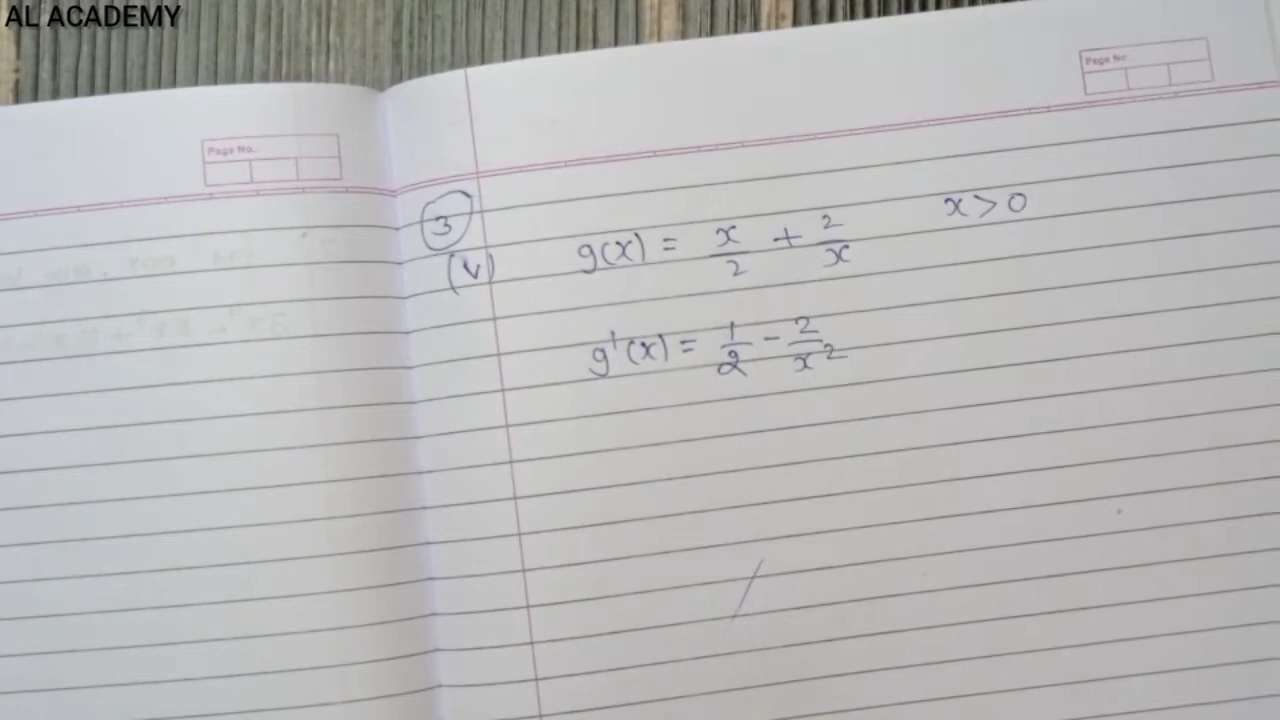 AL ACADEMY
Page No.
Page No.
3
(v) g(x) = x/2 + 2/x x > 0
g'(x) = 1/2 - 2/x²